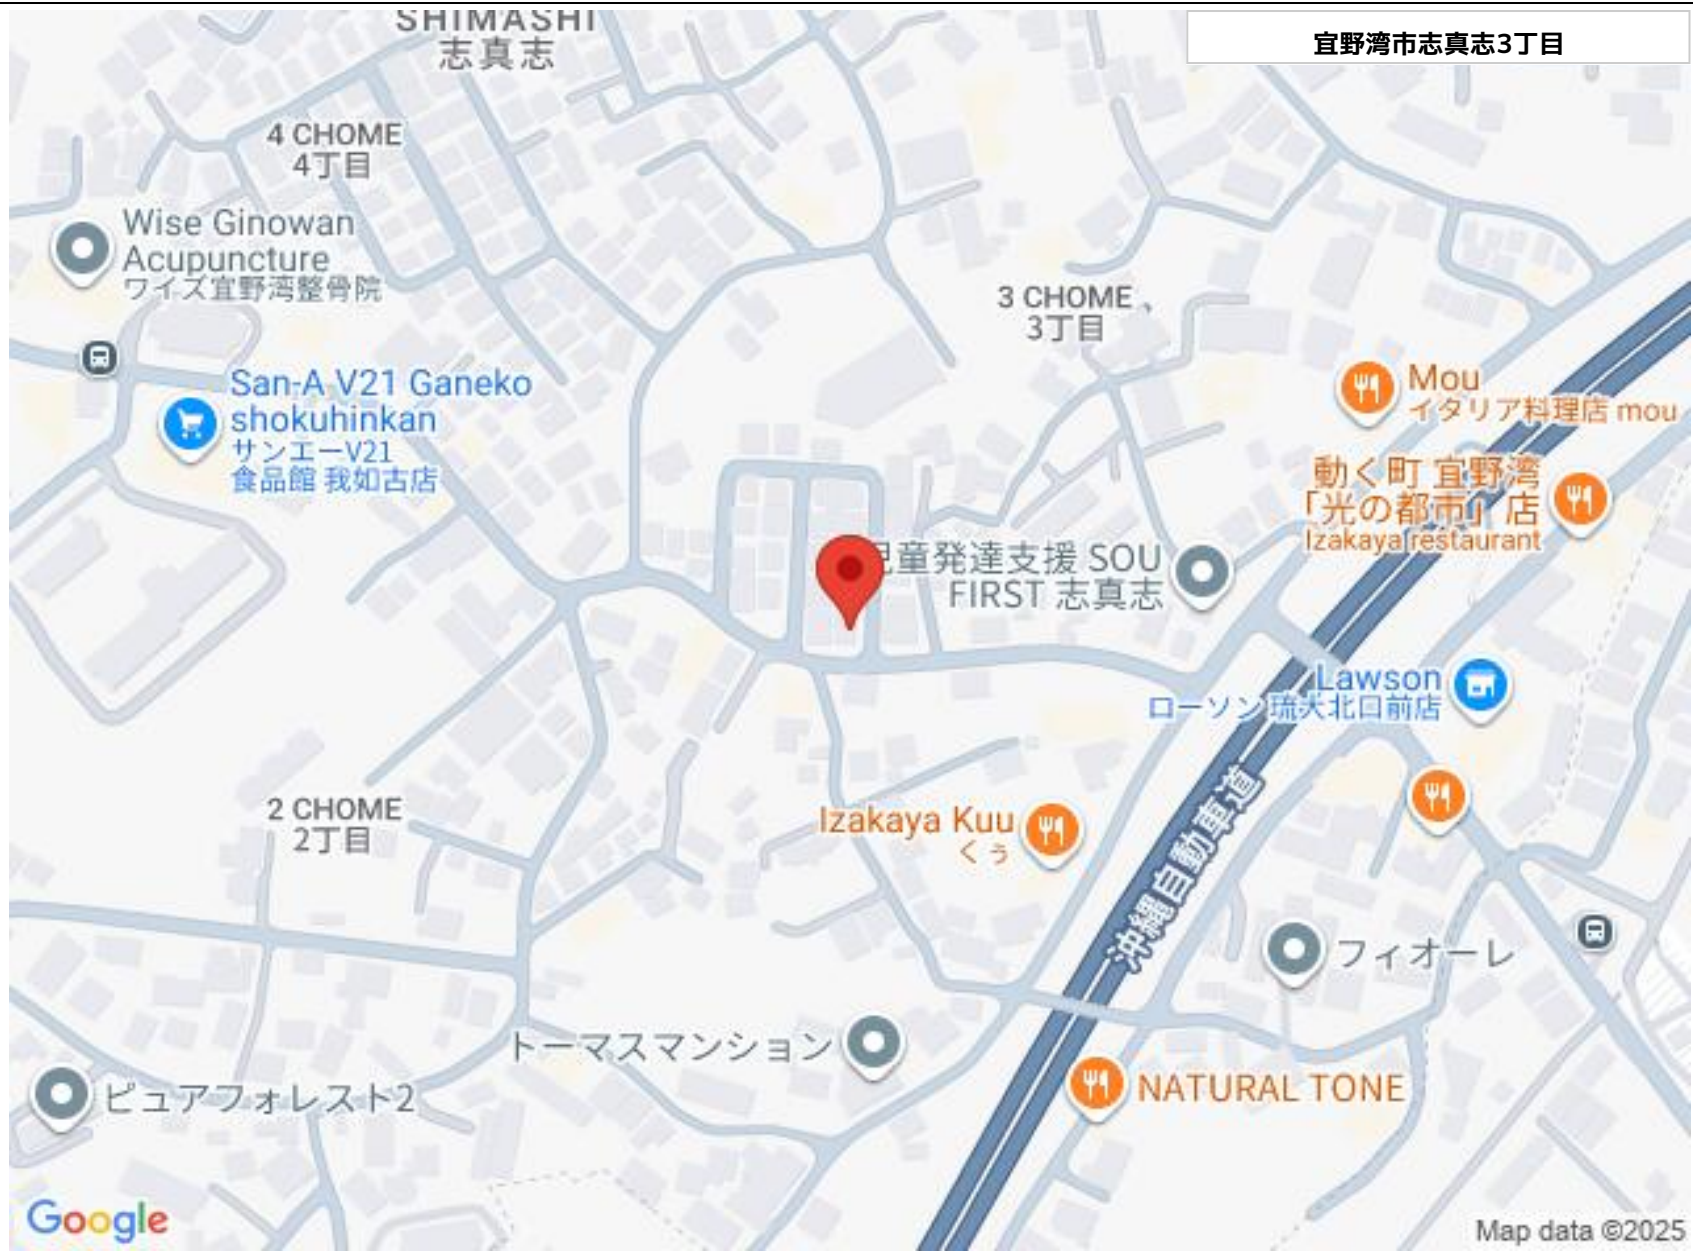 SHIMASHI
志真志
宜野湾市志真志3丁目
4 CHOME
4丁目
Wise Ginowan
Acupuncture
ワイズ宜野湾整骨院
3 CHOME
3丁目
San-A V21 Ganeko
shokuhinkan
サンエーV21
食品館 我如古店
Mou
イタリア料理店 mou
動く町 宜野湾
「光の都市」店
Izakaya restaurant
児童発達支援 SOU
FIRST 志真志
Lawson
ローソン 琉大北口前店
2 CHOME
2丁目
Izakaya Kuu
くぅ
沖縄自動車道
フィオーレ
トーマスマンション
ピュアフォレスト2
NATURAL TONE
Google
Map data ©2025